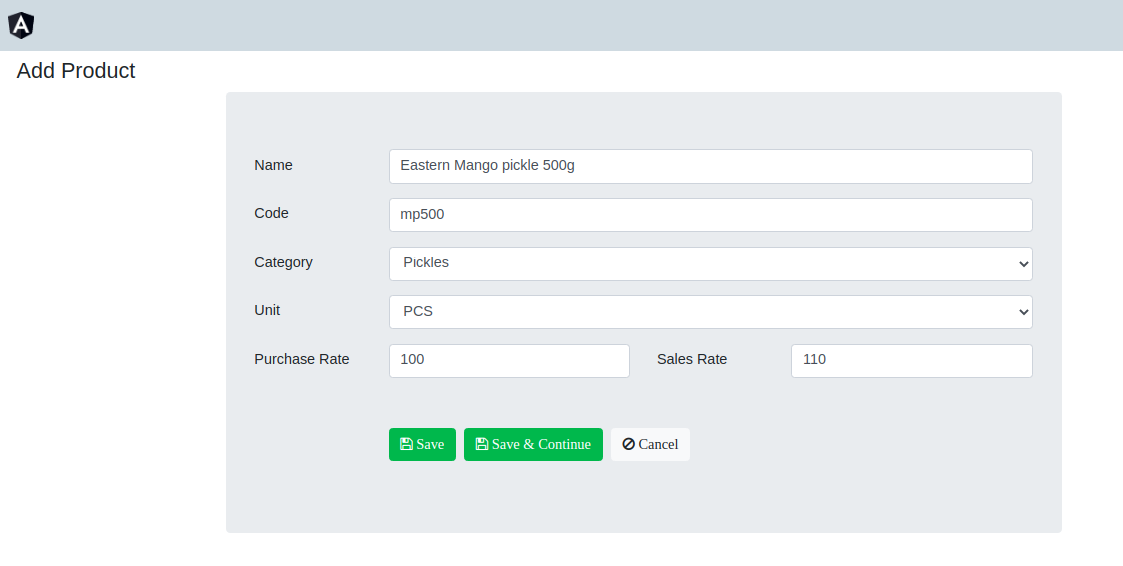 Add Product
Name Eastern Mango pickle 500g
Code mp500
Category Pickles
Unit PCS
Purchase Rate 100 Sales Rate 110
Save Save & Continue Cancel